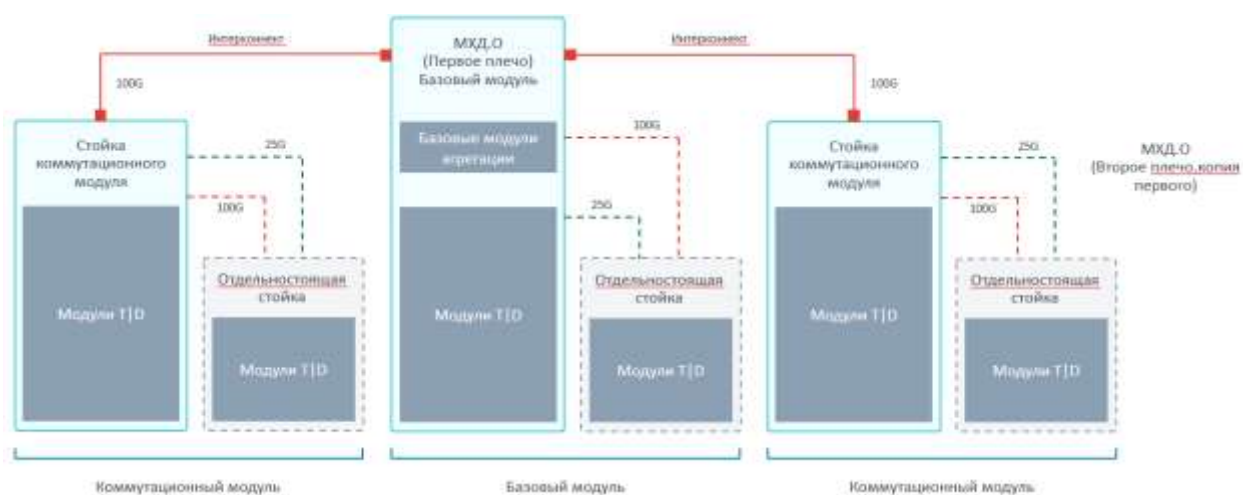 Интерконнект
МХД.О
(Первое плечо)
Базовый модуль
Интерконнект
100G
100G
Стойка
коммутационного
модуля
25G
100G
Модули T|D
Отдельностоящая
стойка
Модули T|D
Базовые модули
агрегации
100G
25G
Модули T|D
Отдельностоящая
стойка
Модули T|D
Стойка
коммутационного
модуля
25G
100G
Модули T|D
Отдельностоящая
стойка
Модули T|D
МХД.О
(Второе плечо.копия
первого)
Коммутационный модуль
Базовый модуль
Коммутационный модуль